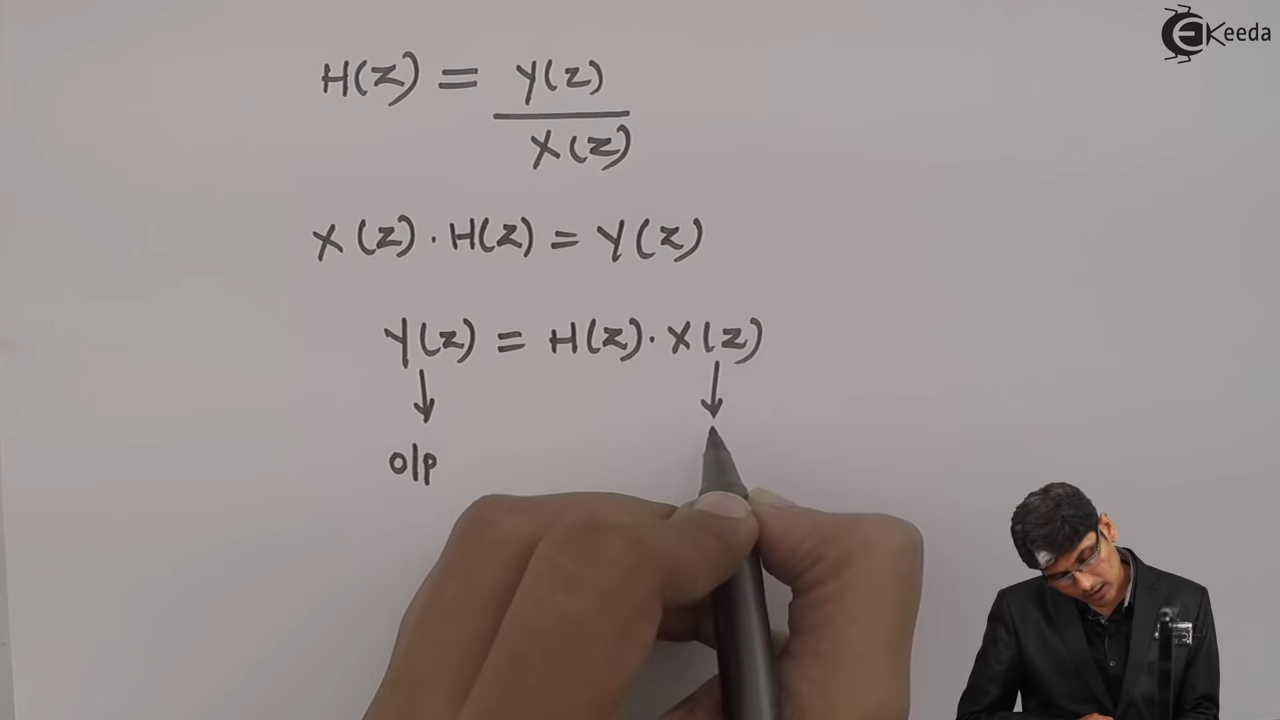 Keeda
H(z) = Y(z) / X(z)
X(z) . H(z) = Y(z)
Y(z) = H(z) . X(z)
↓ ↓
o/p